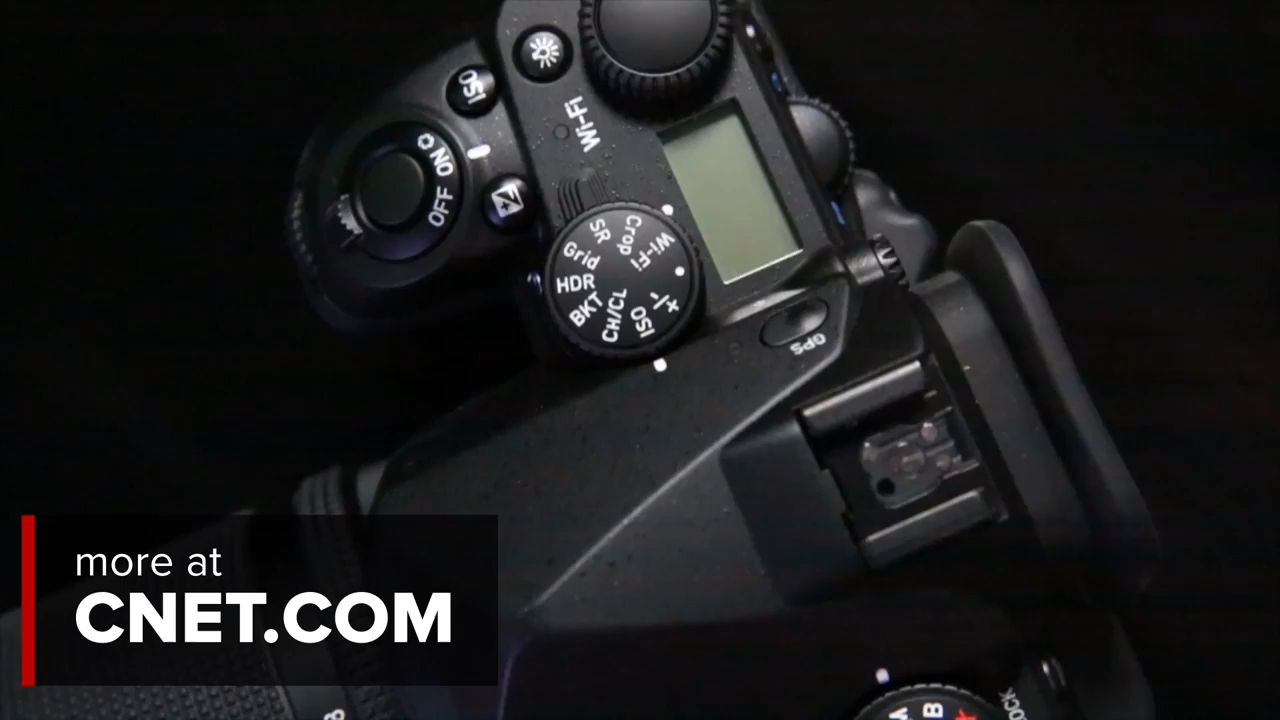 ISO
Wi-Fi
ON
OFF
Crop
SR
Wi-Fi
Grid
HDR
BKT
CH/CL
ISO
+/-
GPS
more at
CNET.COM
B